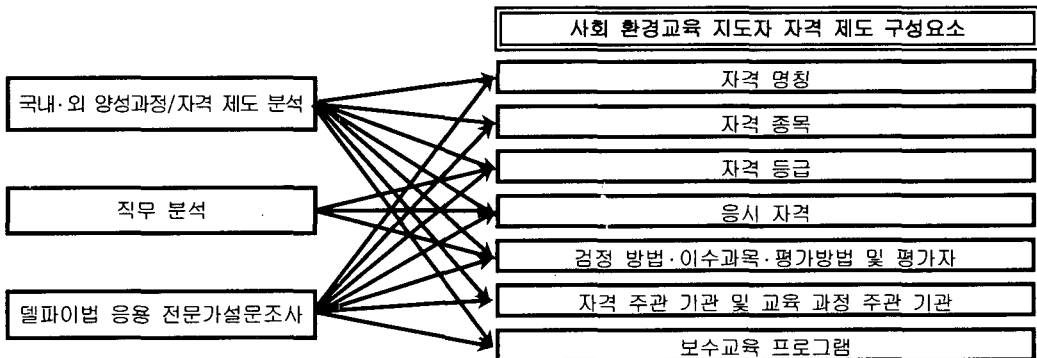 사회 환경교육 지도자 자격 제도 구성요소
국내·외 양성과정/자격 제도 분석
직무 분석
델파이법 응용 전문가설문조사
자격 명칭
자격 종목
자격 등급
응시 자격
검정 방법·이수과목·평가방법 및 평가자
자격 주관 기관 및 교육 과정 주관 기관
보수교육 프로그램